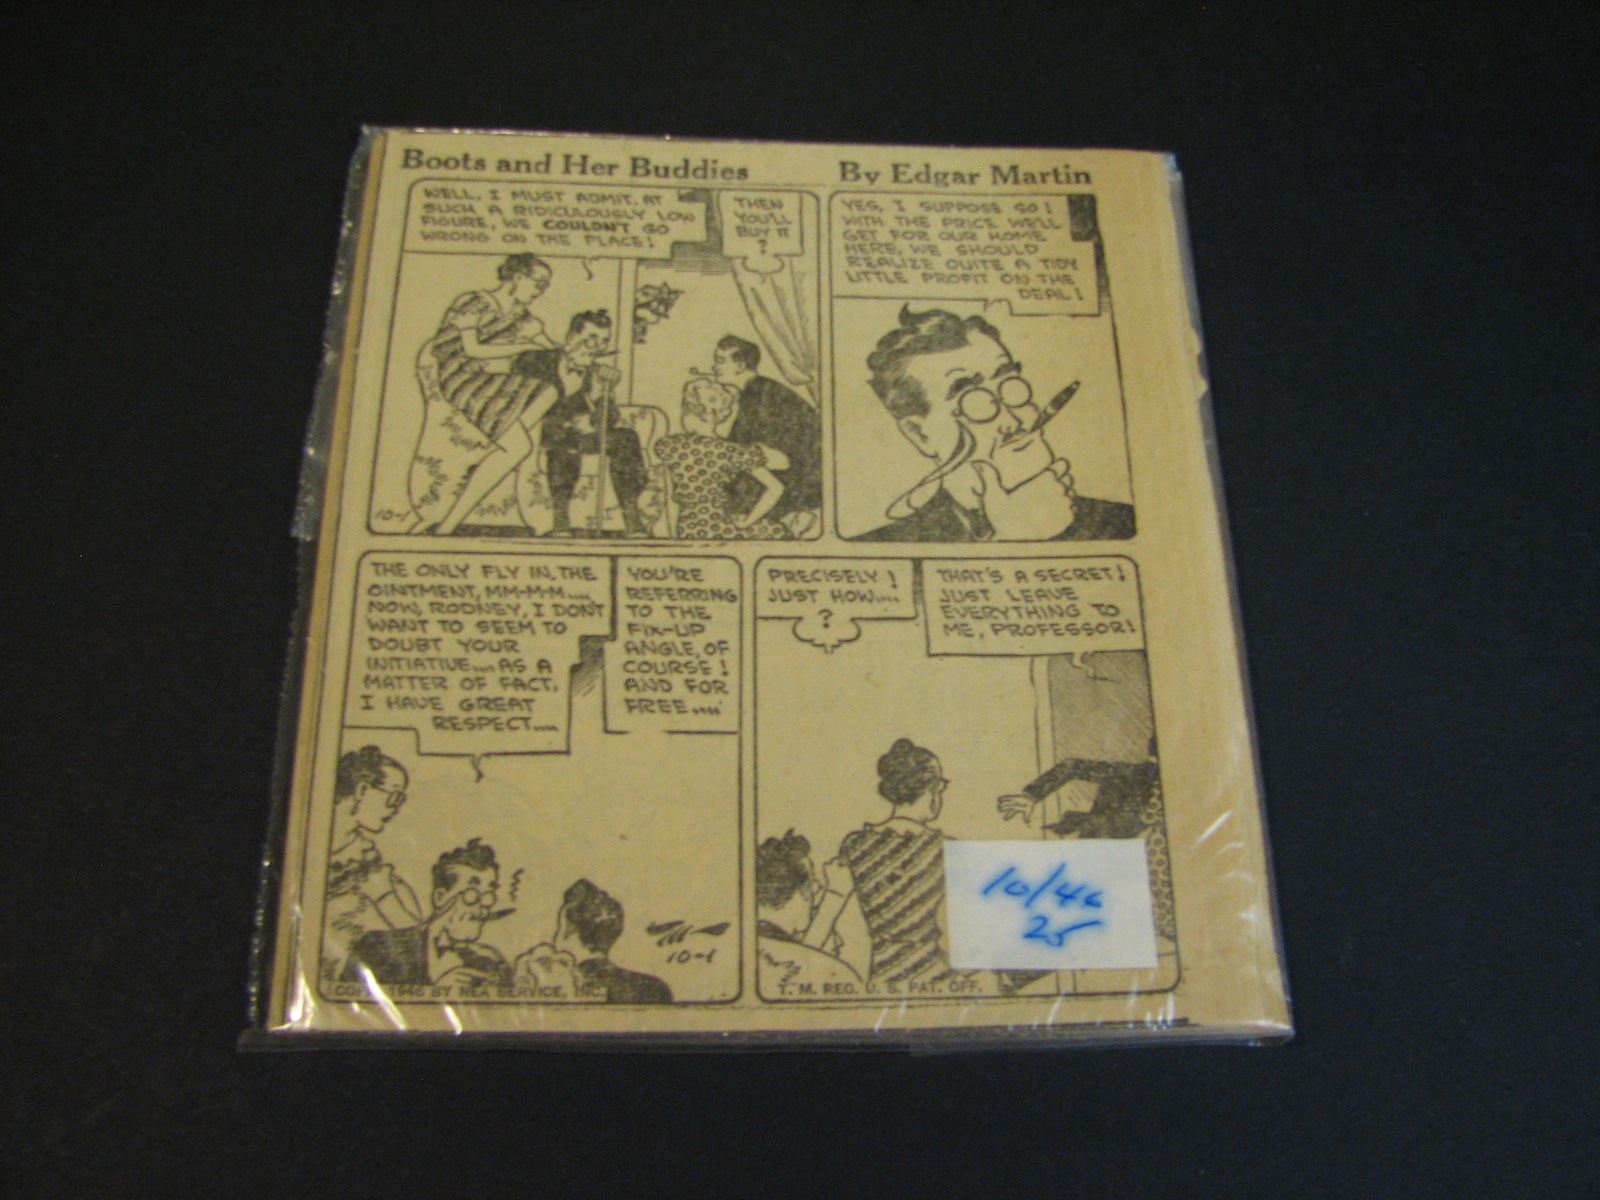 Boots and Her Buddies
By Edgar Martin
WELL, I MUST ADMIT, AT
SUCH A RIDICULOUSLY LOW
FIGURE, WE COULDN'T GO
WRONG ON THE PLACE!
THEN
YOU'LL
BUY IT
?
YES, I SUPPOSE SO!
WITH THE PRICE WE'LL
GET FOR OUR HOME
HERE, WE SHOULD
REALIZE QUITE A TIDY
LITTLE PROFIT ON THE
DEAL!
10-1
THE ONLY FLY IN THE
OINTMENT, MM-M-M....
NOW, RODNEY, I DON'T
WANT TO SEEM TO
DOUBT YOUR
INITIATIVE.... AS A
MATTER OF FACT,
I HAVE GREAT
RESPECT....
YOU'RE
REFERRING
TO THE
FIX-UP
ANGLE, OF
COURSE!
AND FOR
FREE....
10-1
COPR. 1946 BY NEA SERVICE, INC.
PRECISELY!
JUST HOW....
?
THAT'S A SECRET!
JUST LEAVE
EVERYTHING TO
ME, PROFESSOR!
T. M. REG. U. S. PAT. OFF.
10/46
25